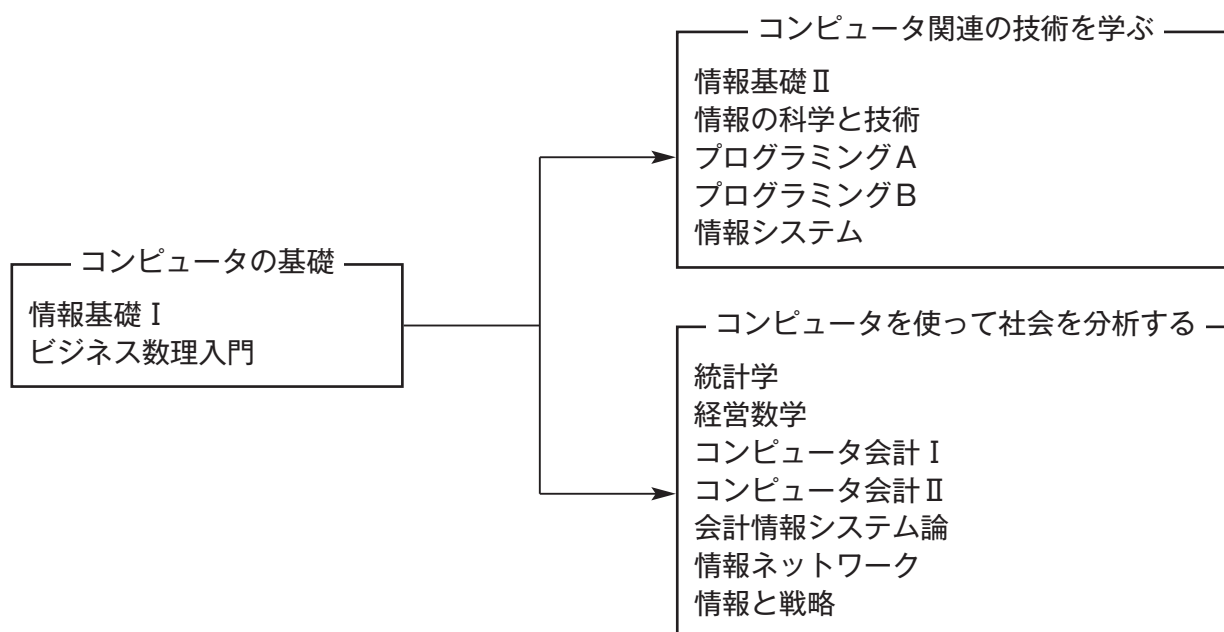 コンピュータの基礎
情報基礎Ⅰ
ビジネス数理入門
コンピュータ関連の技術を学ぶ
情報基礎Ⅱ
情報の科学と技術
プログラミングA
プログラミングB
情報システム
コンピュータを使って社会を分析する
統計学
経営数学
コンピュータ会計Ⅰ
コンピュータ会計Ⅱ
会計情報システム論
情報ネットワーク
情報と戦略